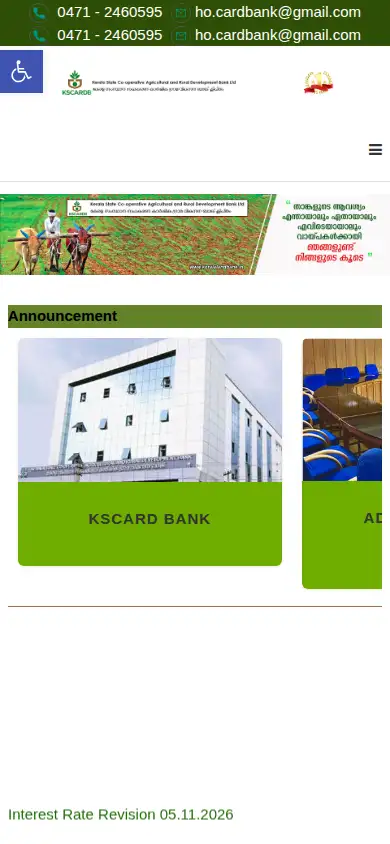 0471 - 2460595 ho.cardbank@gmail.com
0471 - 2460595 ho.cardbank@gmail.com
Kerala State Co-operative Agricultural and Rural Development Bank Ltd
KSCARDB
Kerala State Co-operative Agricultural and Rural Development Bank Ltd
“ താങ്കളുടെ ആവശ്യം
എന്തായാലും ഏതായാലും
എവിടെയായാലും
വായ്പകൾക്കായി
ഞങ്ങളുണ്ട്
നിങ്ങളുടെ കൂടെ ”
Announcement
KSCARD BANK
AD
Interest Rate Revision 05.11.2026